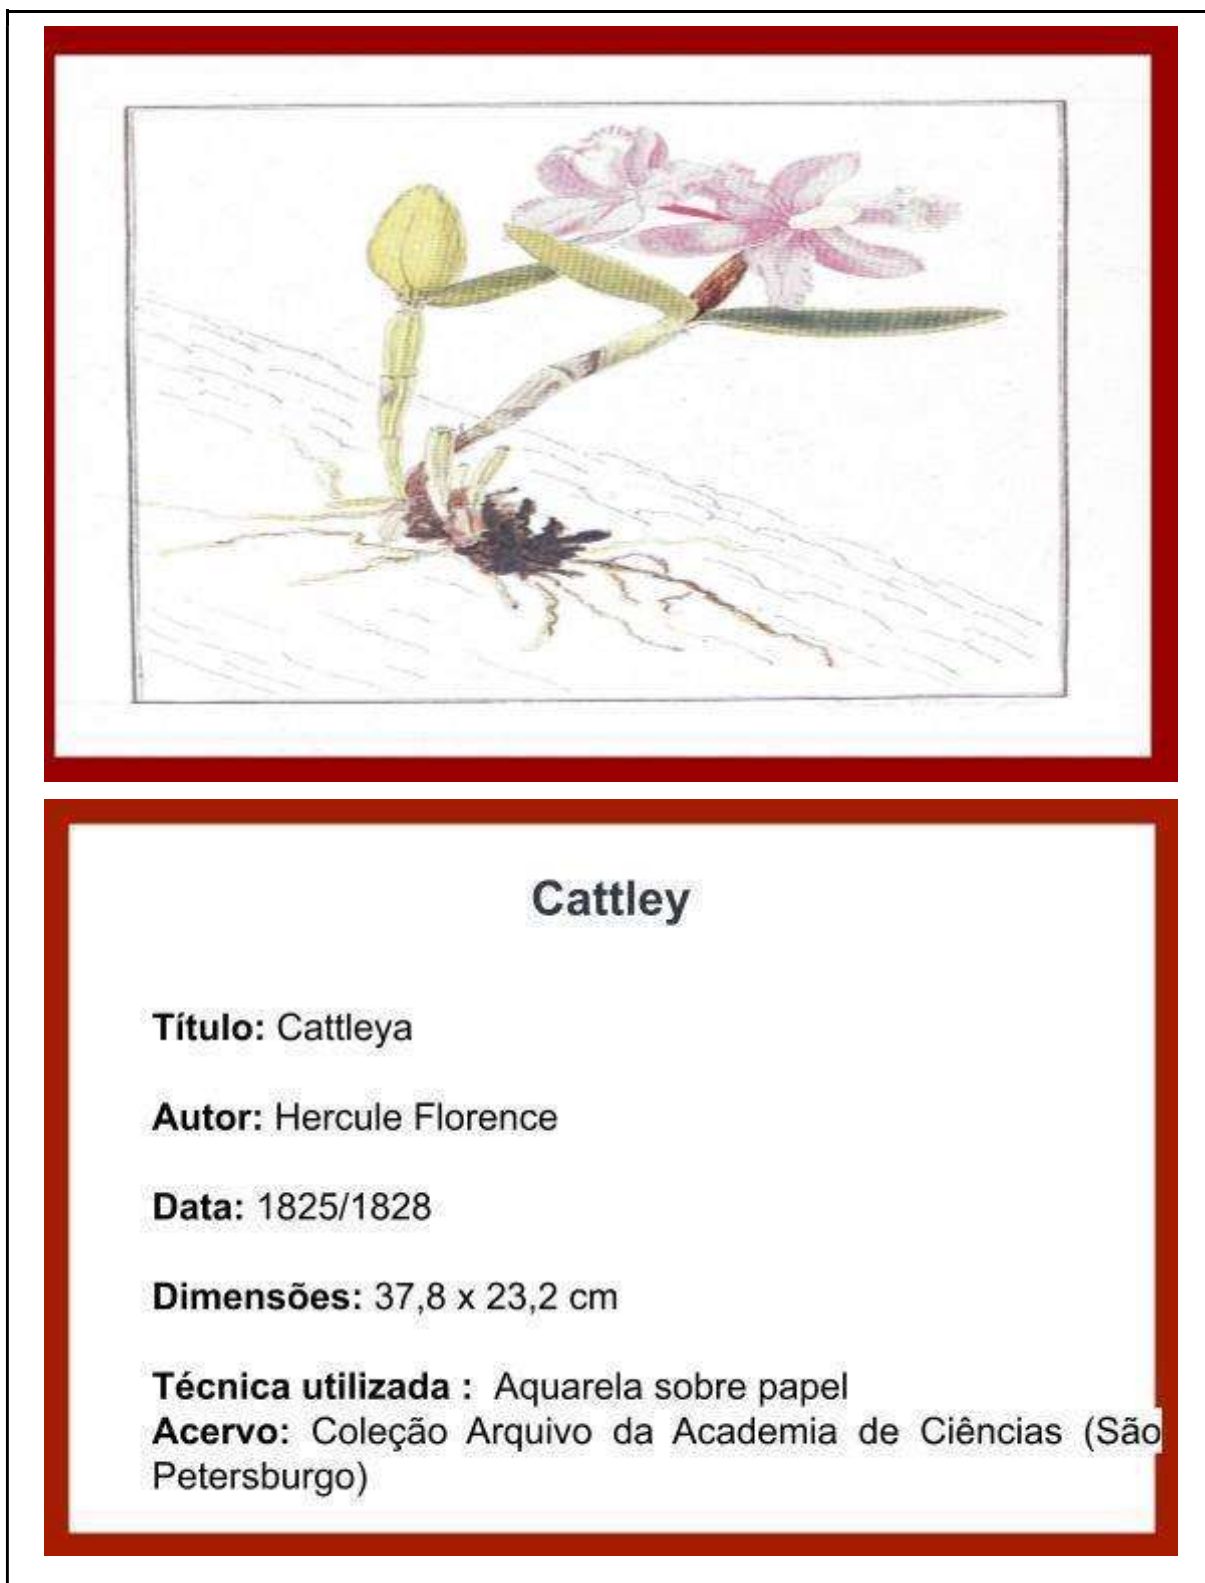 Cattley
Título: Cattleya
Autor: Hercule Florence
Data: 1825/1828
Dimensões: 37,8 x 23,2 cm
Técnica utilizada :  Aquarela sobre papel
Acervo: Coleção Arquivo da Academia de Ciências (São
Petersburgo)